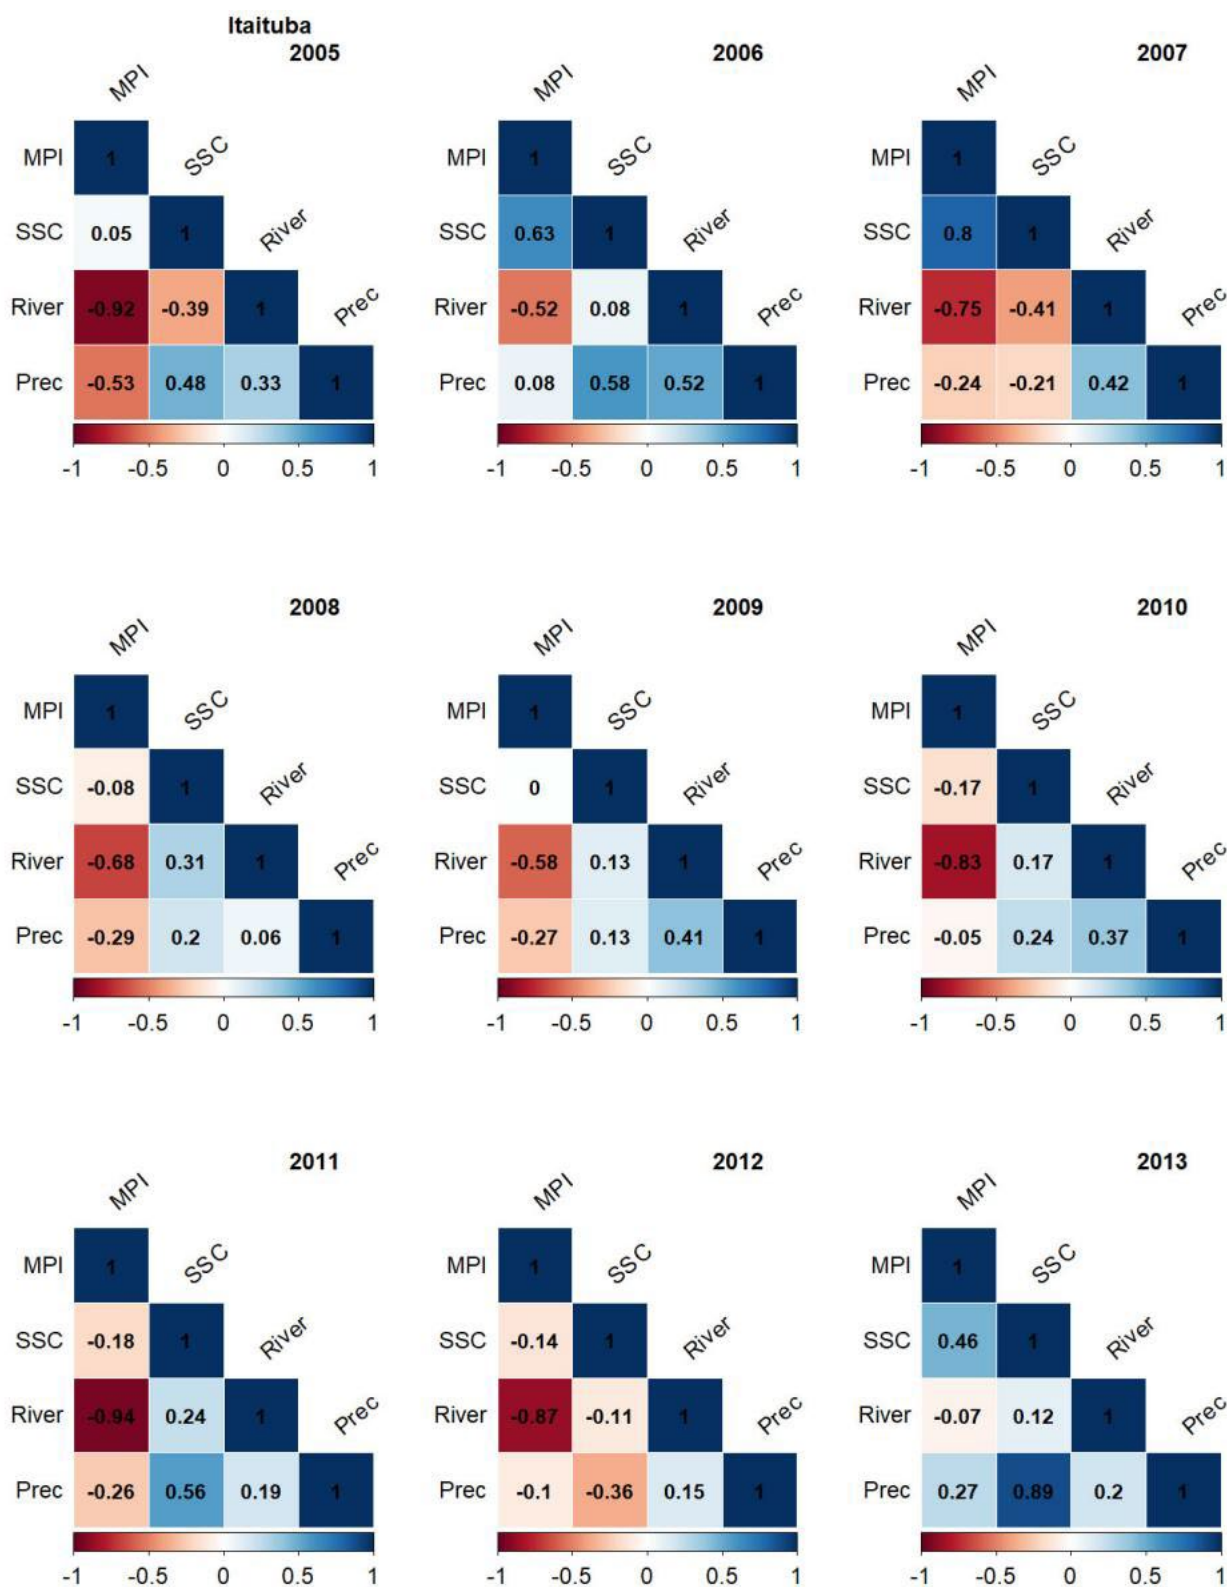 Itaituba
2005
MPI
MPI 1 SSC
SSC 0.05 1 River
River -0.92 -0.39 1 Prec
Prec -0.53 0.48 0.33 1
-1 -0.5 0 0.5 1
2006
MPI
MPI 1 SSC
SSC 0.63 1 River
River -0.52 0.08 1 Prec
Prec 0.08 0.58 0.52 1
-1 -0.5 0 0.5 1
2007
MPI
MPI 1 SSC
SSC 0.8 1 River
River -0.75 -0.41 1 Prec
Prec -0.24 -0.21 0.42 1
-1 -0.5 0 0.5 1
2008
MPI
MPI 1 SSC
SSC -0.08 1 River
River -0.68 0.31 1 Prec
Prec -0.29 0.2 0.06 1
-1 -0.5 0 0.5 1
2009
MPI
MPI 1 SSC
SSC 0 1 River
River -0.58 0.13 1 Prec
Prec -0.27 0.13 0.41 1
-1 -0.5 0 0.5 1
2010
MPI
MPI 1 SSC
SSC -0.17 1 River
River -0.83 0.17 1 Prec
Prec -0.05 0.24 0.37 1
-1 -0.5 0 0.5 1
2011
MPI
MPI 1 SSC
SSC -0.18 1 River
River -0.94 0.24 1 Prec
Prec -0.26 0.56 0.19 1
-1 -0.5 0 0.5 1
2012
MPI
MPI 1 SSC
SSC -0.14 1 River
River -0.87 -0.11 1 Prec
Prec -0.1 -0.36 0.15 1
-1 -0.5 0 0.5 1
2013
MPI
MPI 1 SSC
SSC 0.46 1 River
River -0.07 0.12 1 Prec
Prec 0.27 0.89 0.2 1
-1 -0.5 0 0.5 1